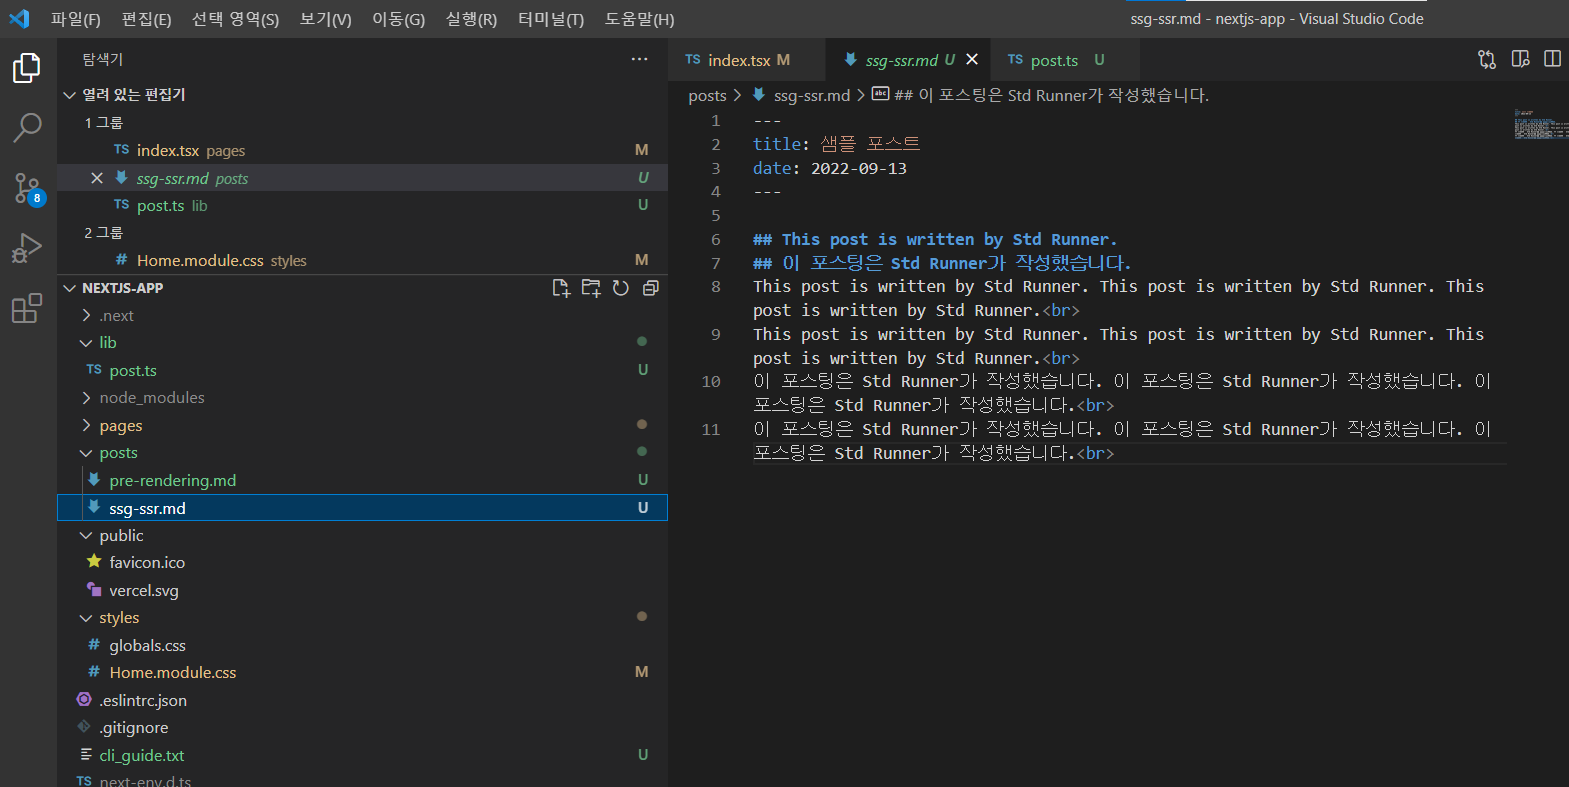 파일(F) 편집(E) 선택 영역(S) 보기(V) 이동(G) 실행(R) 터미널(T) 도움말(H) ssg-ssr.md - nextjs-app - Visual Studio Code
탐색기 ···
열려 있는 편집기
1 그룹
TS index.tsx pages M
ssg-ssr.md posts U
TS post.ts lib U
8
2 그룹
# Home.module.css styles M
NEXTJS-APP
.next
lib
TS post.ts U
node_modules
pages
posts
pre-rendering.md U
ssg-ssr.md U
public
favicon.ico
vercel.svg
styles
# globals.css
# Home.module.css M
.eslintrc.json
.gitignore
cli_guide.txt U
TS next-env.d.ts
TS index.tsx M ssg-ssr.md U TS post.ts U
posts > ssg-ssr.md > abc ## 이 포스팅은 Std Runner가 작성했습니다.
1 ---
2 title: 샘플 포스트
3 date: 2022-09-13
4 ---
5
6 ## This post is written by Std Runner.
7 ## 이 포스팅은 Std Runner가 작성했습니다.
8 This post is written by Std Runner. This post is written by Std Runner. This
post is written by Std Runner.<br>
9 This post is written by Std Runner. This post is written by Std Runner. This
post is written by Std Runner.<br>
10 이 포스팅은 Std Runner가 작성했습니다. 이 포스팅은 Std Runner가 작성했습니다. 이
포스팅은 Std Runner가 작성했습니다.<br>
11 이 포스팅은 Std Runner가 작성했습니다. 이 포스팅은 Std Runner가 작성했습니다. 이
포스팅은 Std Runner가 작성했습니다.<br>